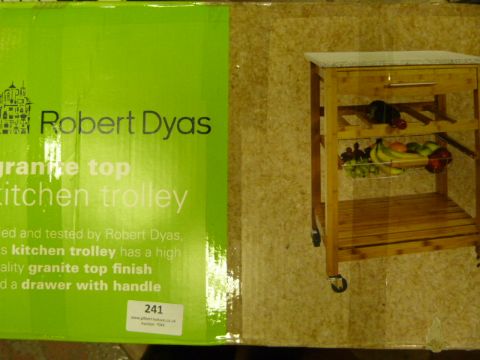 Robert Dyas
granite top
kitchen trolley
ed and tested by Robert Dyas,
s kitchen trolley has a high
ality granite top finish
d a drawer with handle
241